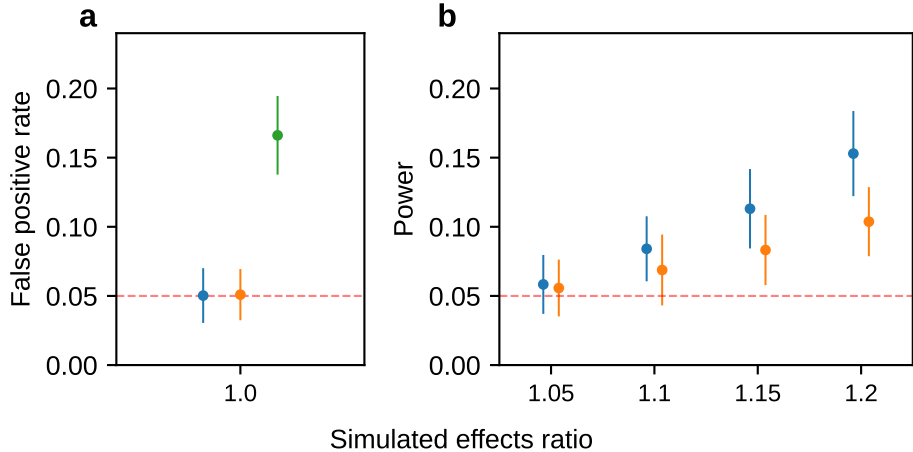 a
b
False positive rate
0.20
0.15
0.10
0.05
0.00
1.0
Power
0.20
0.15
0.10
0.05
0.00
1.05 1.1 1.15 1.2
Simulated effects ratio